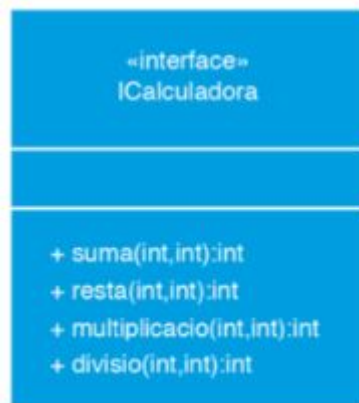 «interface»
ICalculadora
+ suma(int,int):int
+ resta(int,int):int
+ multiplicacio(int,int):int
+ divisio(int,int):int